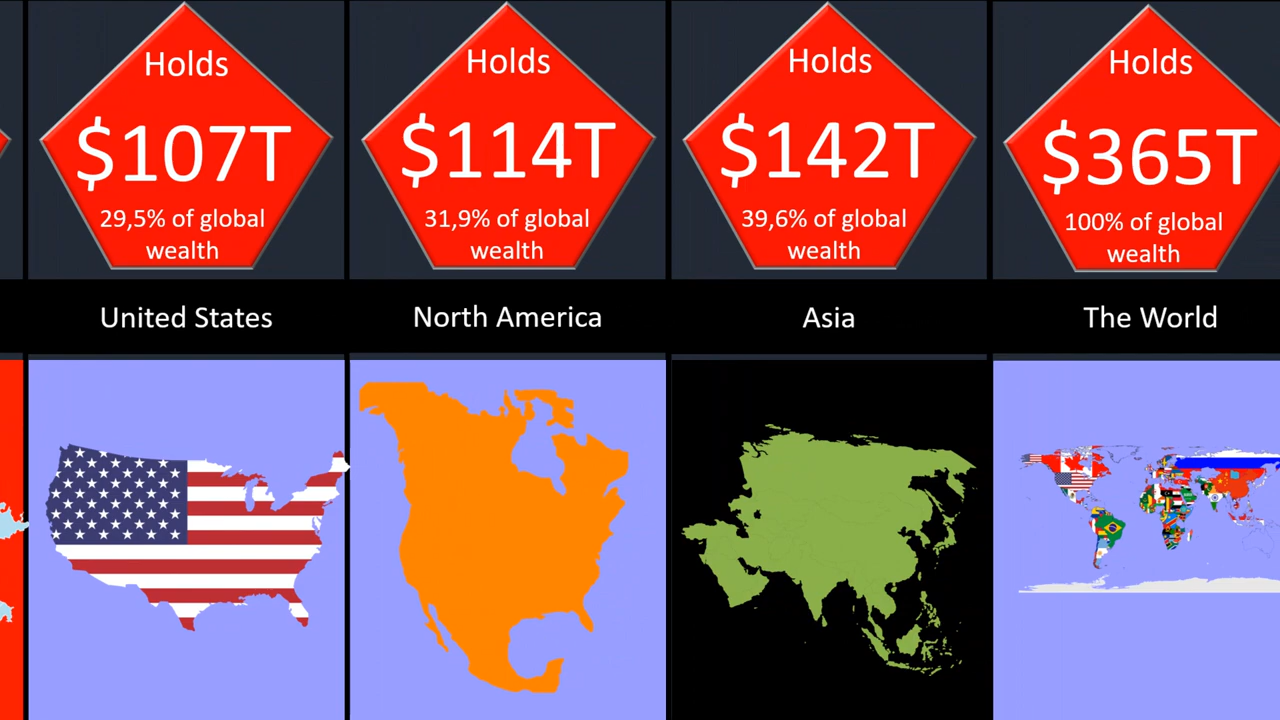 Holds
$107T
29,5% of global
wealth
United States
Holds
$114T
31,9% of global
wealth
North America
Holds
$142T
39,6% of global
wealth
Asia
Holds
$365T
100% of global
wealth
The World